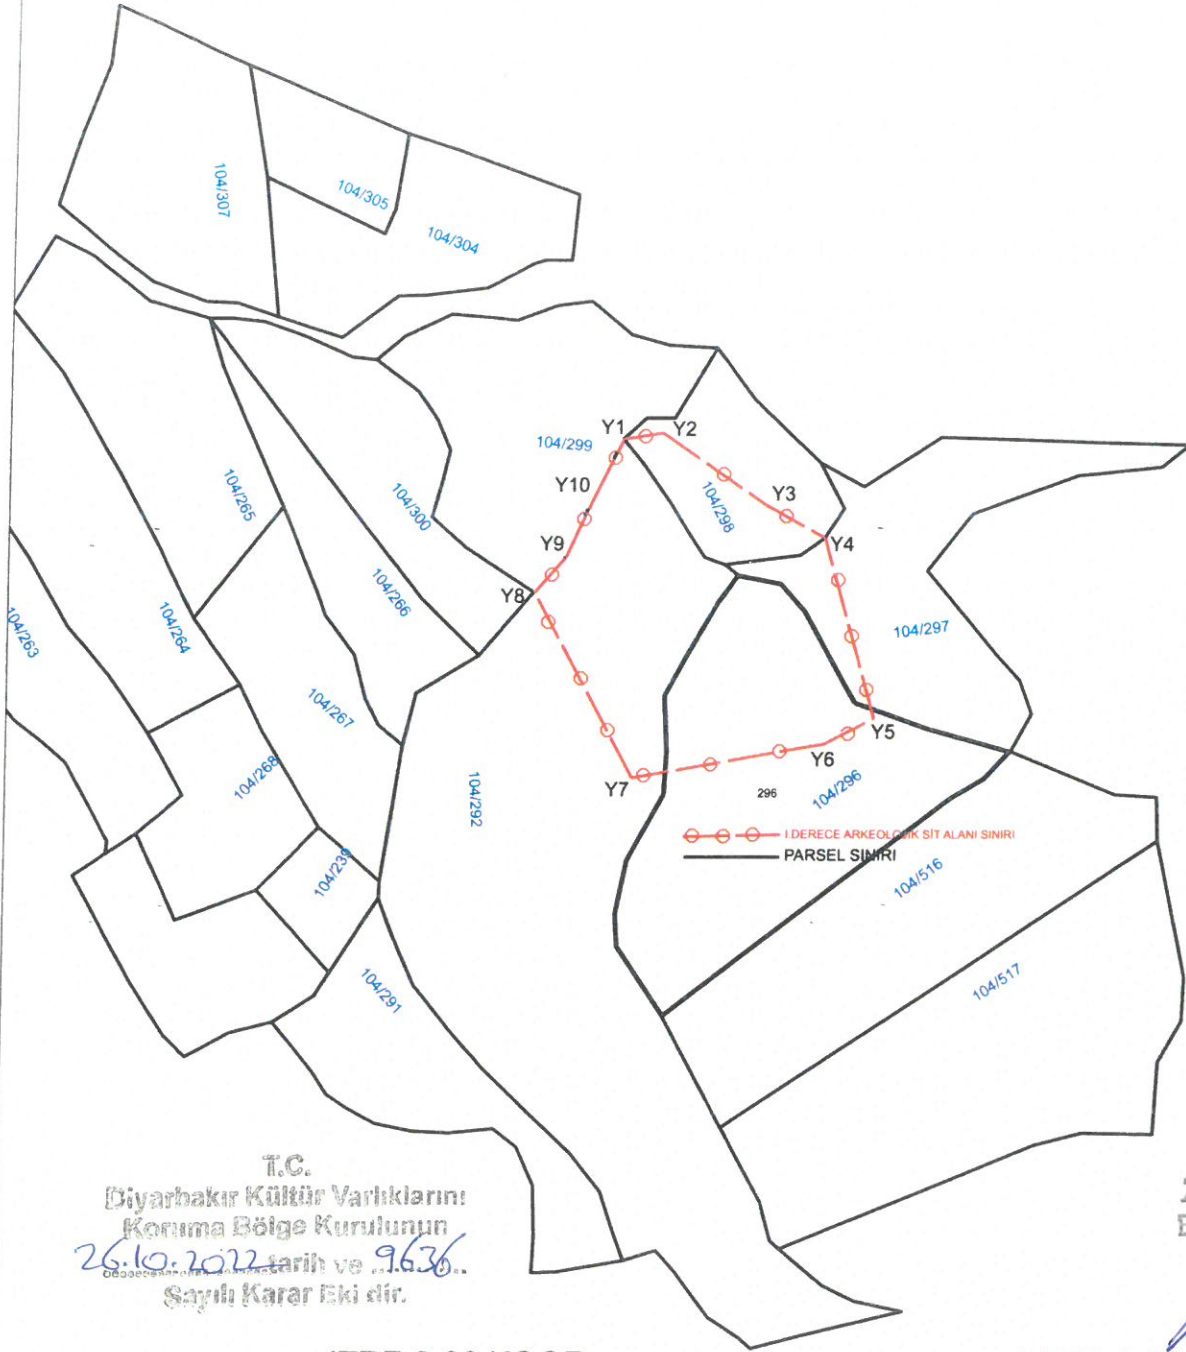 104/307
104/305
104/304
104/299
Y1
Y2
104/265
104/300
Y10
104/298
Y3
Y9
Y4
Y8
104/266
104/263
104/264
104/297
104/267
Y5
Y6
104/268
104/292
Y7
296
104/296
I.DERECE ARKEOLOJİK SİT ALANI SINIRI
PARSEL SINIRI
104/239
104/516
104/291
104/517
T.C.
Diyarbakır Kültür Varlıklarını
Koruma Bölge Kurulunun
26.10.2022 tarih ve 9636
Sayılı Karar Eki dir.